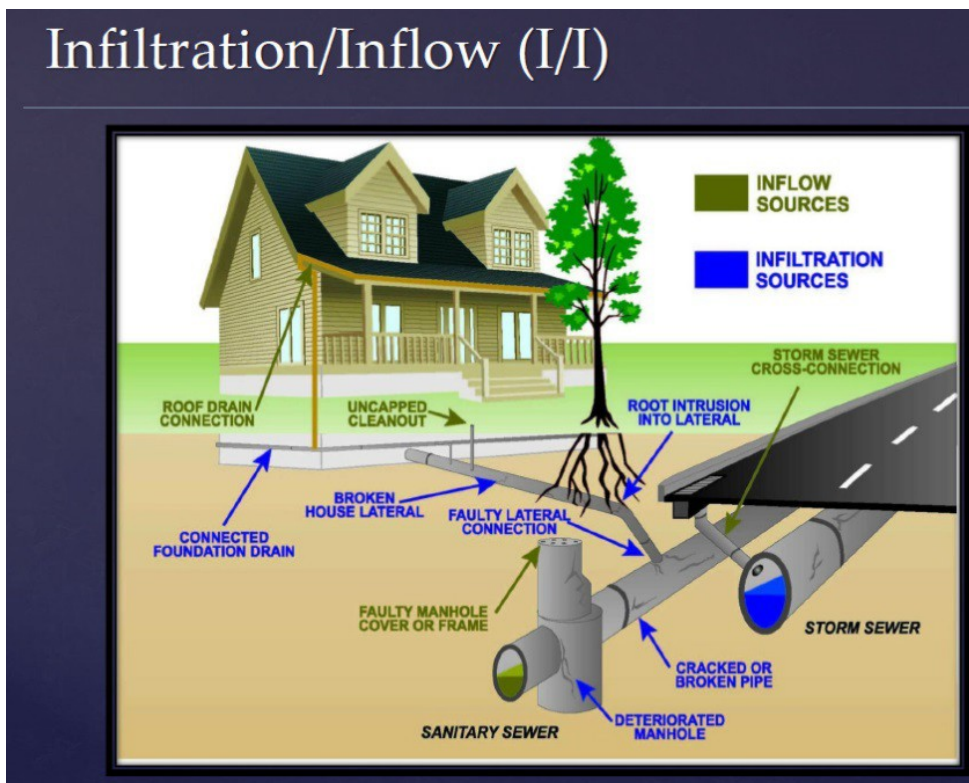 Infiltration/Inflow (I/I)
INFLOW
SOURCES
INFILTRATION
SOURCES
STORM SEWER
CROSS-CONNECTION
ROOF DRAIN
CONNECTION
UNCAPPED
CLEANOUT
ROOT INTRUSION
INTO LATERAL
BROKEN
HOUSE LATERAL
FAULTY LATERAL
CONNECTION
CONNECTED
FOUNDATION DRAIN
FAULTY MANHOLE
COVER OR FRAME
STORM SEWER
CRACKED OR
BROKEN PIPE
DETERIORATED
MANHOLE
SANITARY SEWER